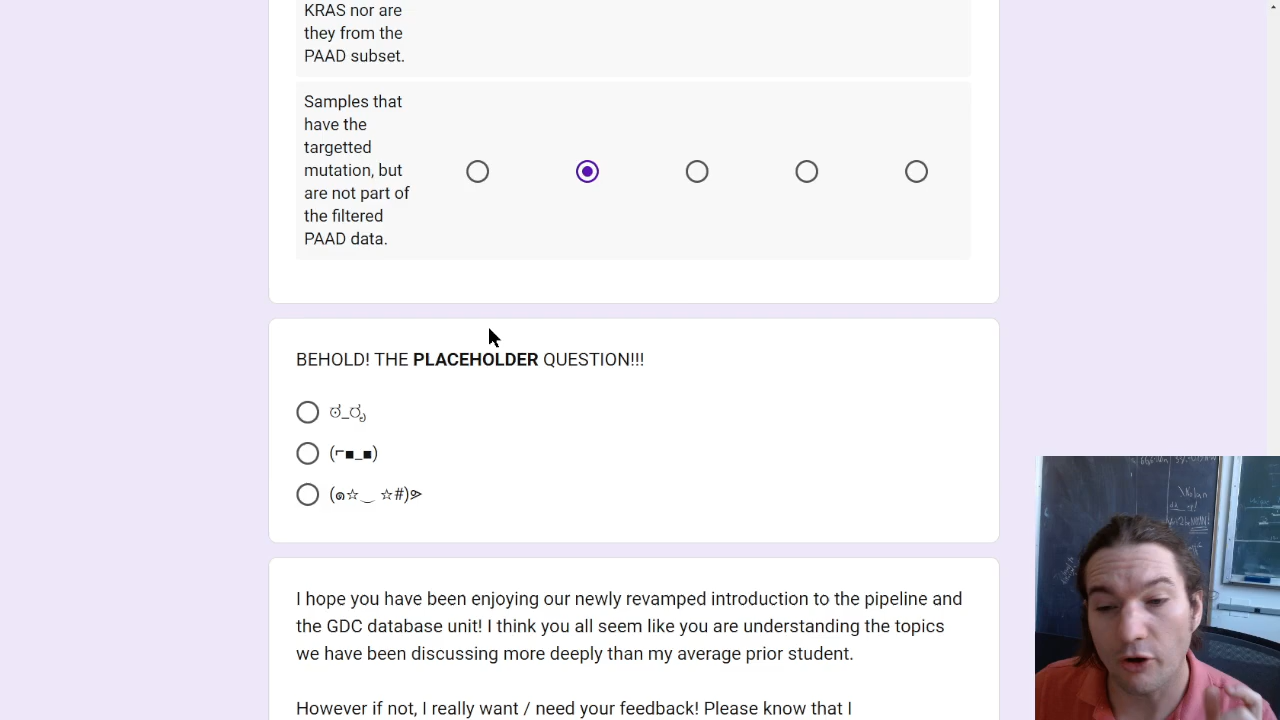 KRAS nor are
they from the
PAAD subset.
Samples that
have the
targetted
mutation, but
are not part of
the filtered
PAAD data.
BEHOLD! THE PLACEHOLDER QUESTION!!!
ಠ_ರೃ
(⌐■_■)
(๑☆‿ ☆#)ᕗ
I hope you have been enjoying our newly revamped introduction to the pipeline and
the GDC database unit! I think you all seem like you are understanding the topics
we have been discussing more deeply than my average prior student.
However if not, I really want / need your feedback! Please know that I